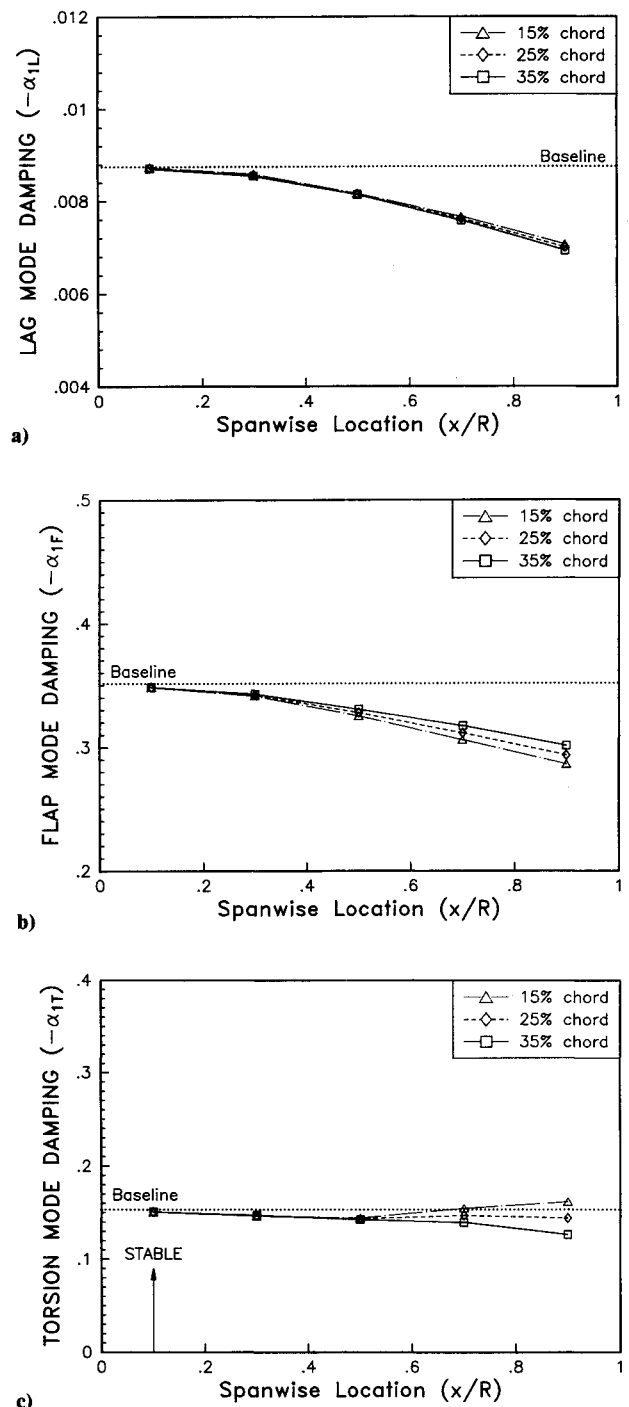 .012
.01
.008
.006
.004
LAG MODE DAMPING (−α1L)
15% chord
25% chord
35% chord
Baseline
0 .2 .4 .6 .8 1
Spanwise Location (x/R)
a)
.5
.4
.3
.2
FLAP MODE DAMPING (−α1F)
15% chord
25% chord
35% chord
Baseline
0 .2 .4 .6 .8 1
Spanwise Location (x/R)
b)
.4
.3
.2
.1
0
TORSION MODE DAMPING (−α1T)
15% chord
25% chord
35% chord
Baseline
STABLE
0 .2 .4 .6 .8 1
Spanwise Location (x/R)
c)